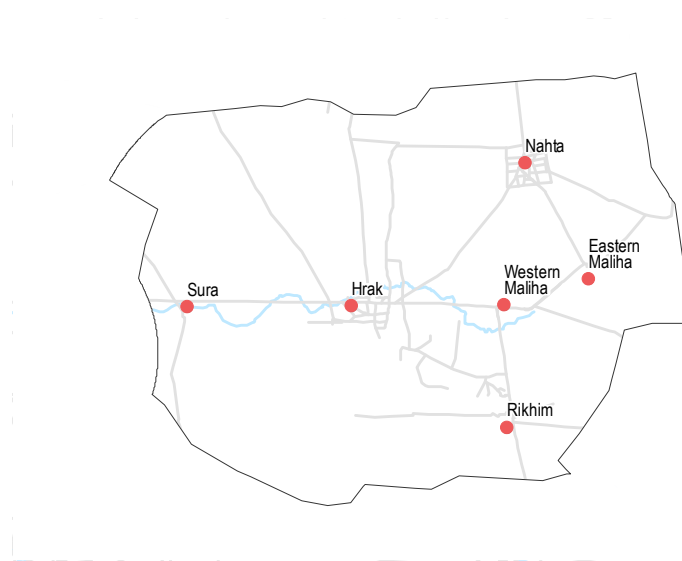 Nahta
Eastern
Maliha
Western
Maliha
Sura
Hrak
Rikhim